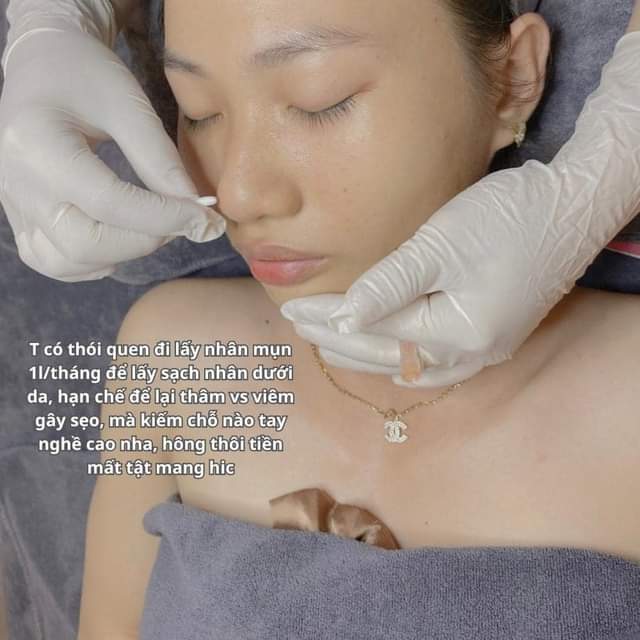 T có thói quen đi lấy nhân mụn
1l/tháng để lấy sạch nhân dưới
da, hạn chế để lại thâm vs viêm
gây sẹo, mà kiếm chỗ nào tay
nghề cao nha, hông thôi tiền
mất tật mang hic